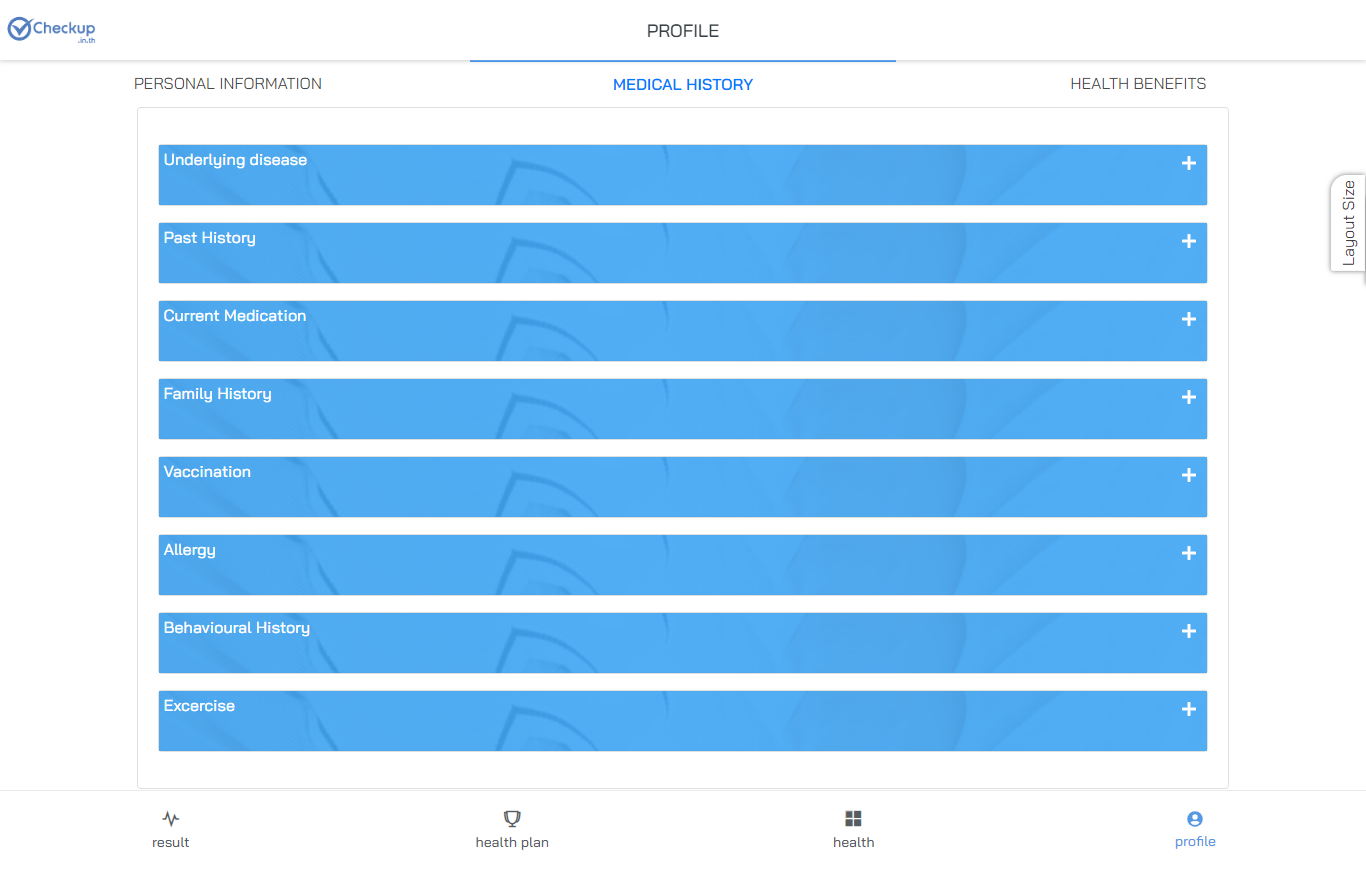 Checkup
.in.th
PROFILE
PERSONAL INFORMATION
MEDICAL HISTORY
HEALTH BENEFITS
Underlying disease
Past History
Current Medication
Family History
Vaccination
Allergy
Behavioural History
Excercise
Layout Size
result
health plan
health
profile